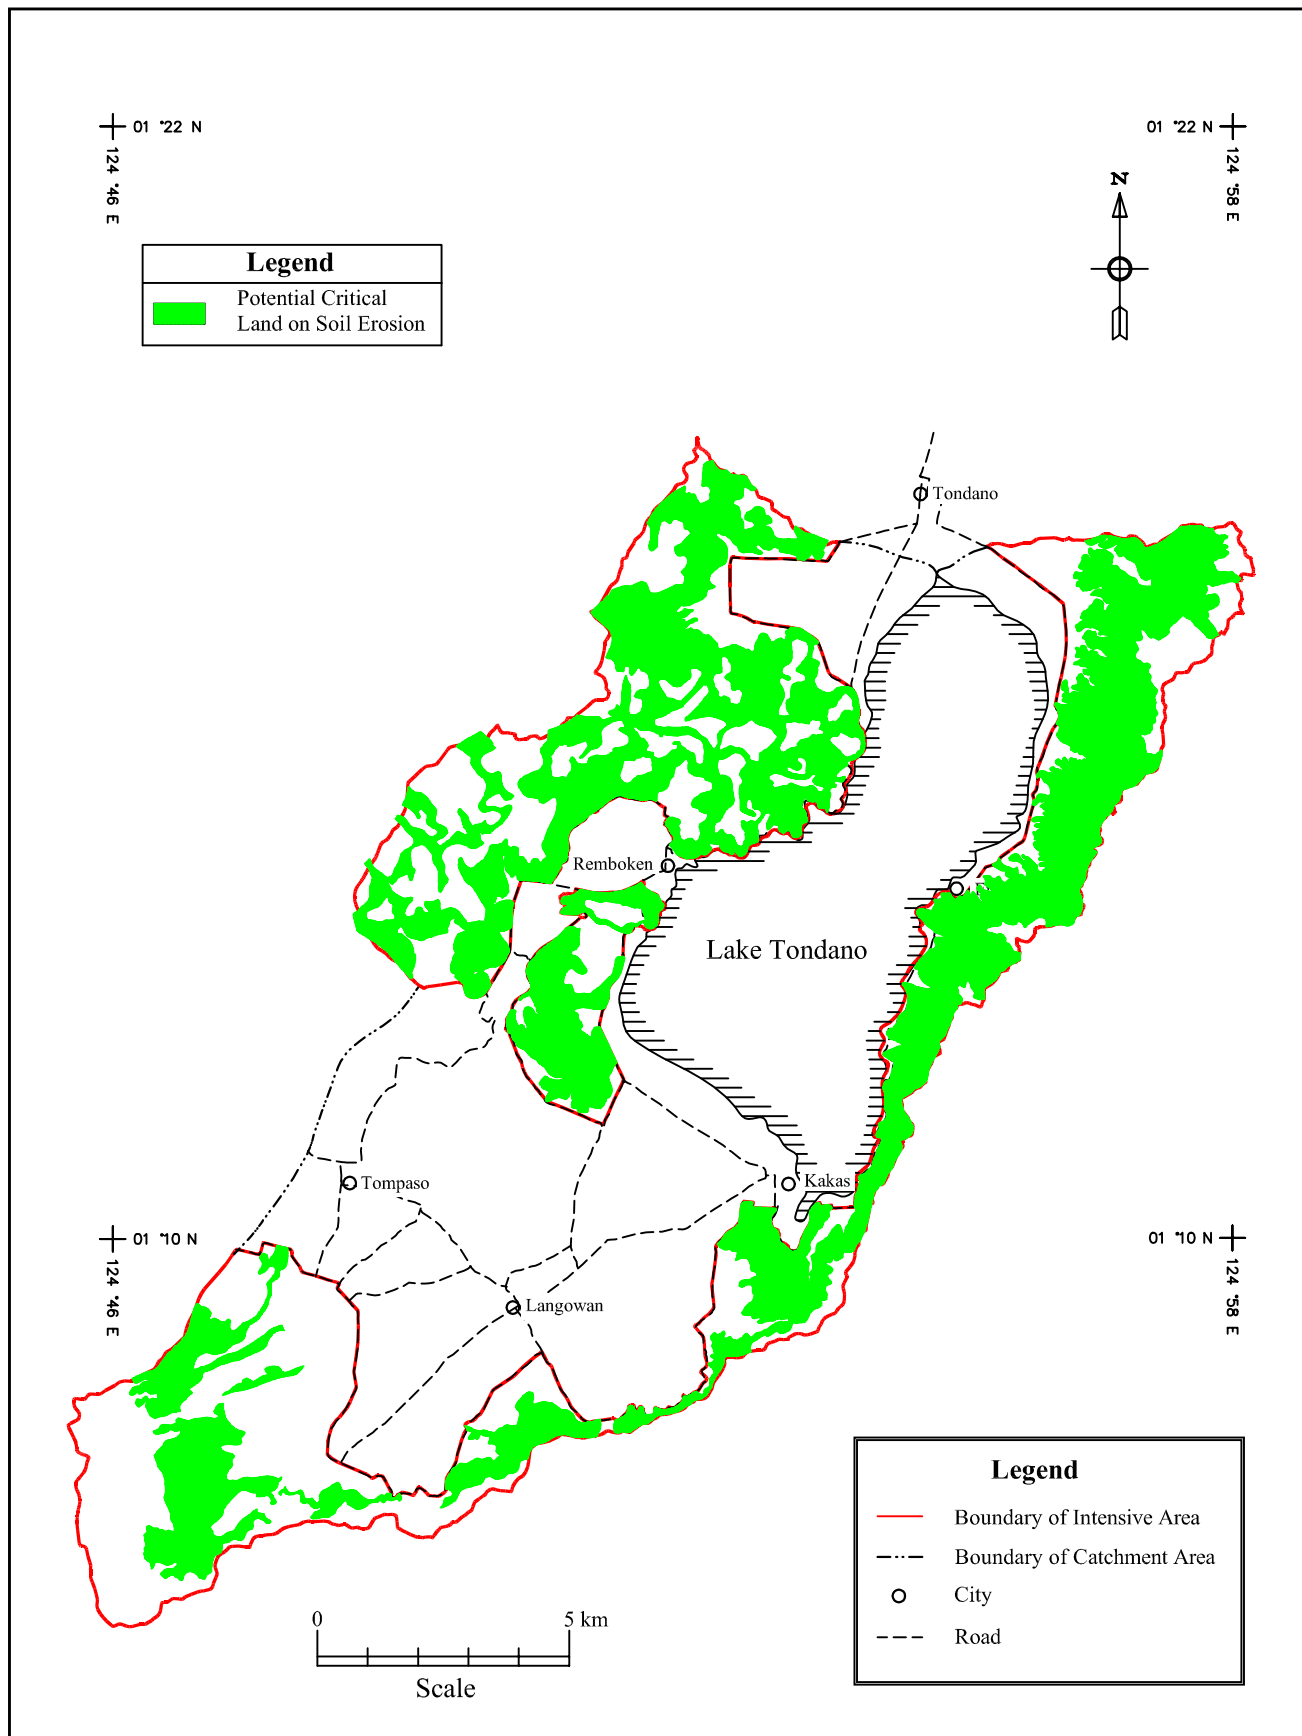 01 °22 N
124 °46 E
01 °22 N
124 °58 E
N
Legend
Potential Critical
Land on Soil Erosion
Tondano
Remboken
Lake Tondano
Tompaso
Kakas
Langowan
01 °10 N
124 °46 E
01 °10 N
124 °58 E
Legend
Boundary of Intensive Area
Boundary of Catchment Area
City
Road
0
5 km
Scale